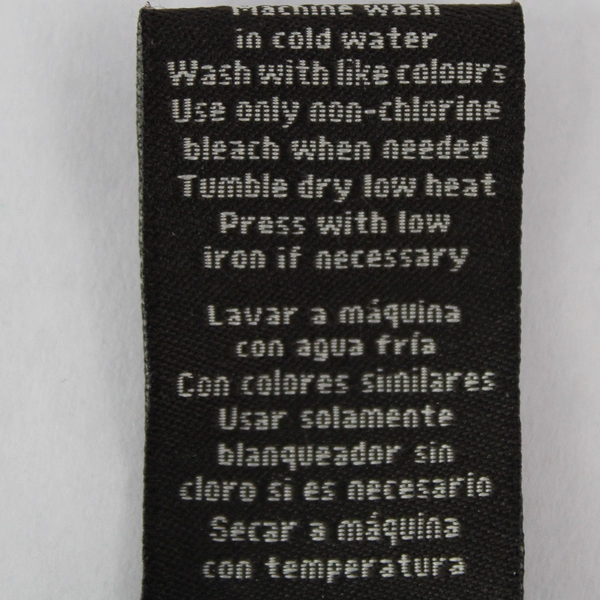 Machine wash
in cold water
Wash with like colours
Use only non-chlorine
bleach when needed
Tumble dry low heat
Press with low
iron if necessary
Lavar a máquina
con agua fría
Con colores similares
Usar solamente
blanqueador sin
cloro si es necesario
Secar a máquina
con temperatura